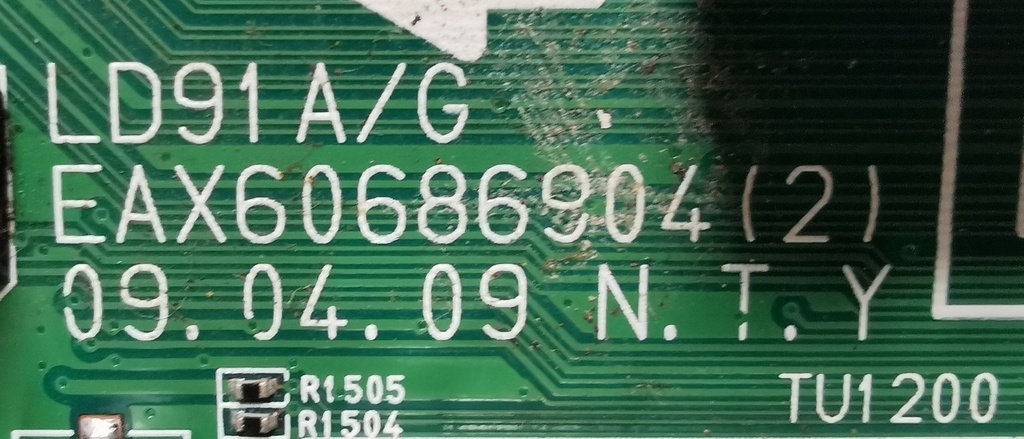 LD91A/G
EAX60686904(2)
09.04.09 N.T.Y
R1505
R1504
TU1200